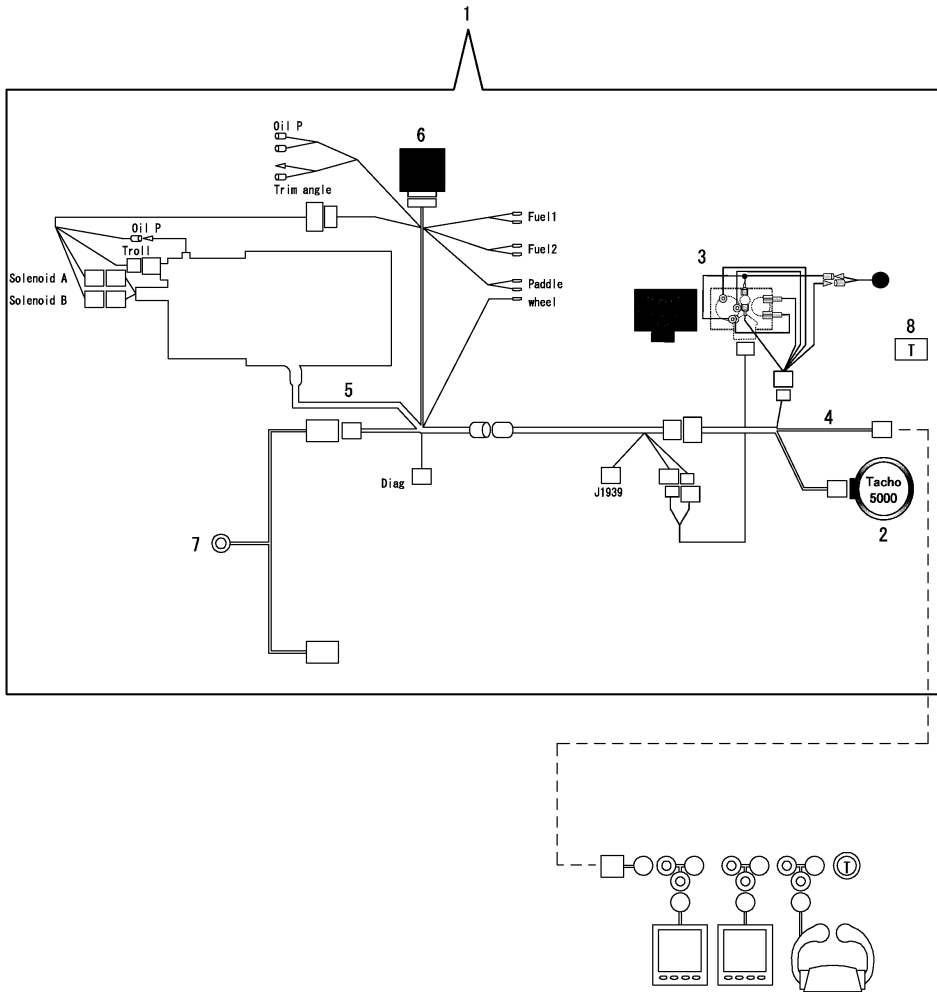 1
Oil P
6
Trim angle
Fuel1
Oil P
Troll
Fuel2
3
Solenoid A
Paddle
Solenoid B
wheel
8
T
5
4
Diag
J1939
Tacho
5000
2
7
T